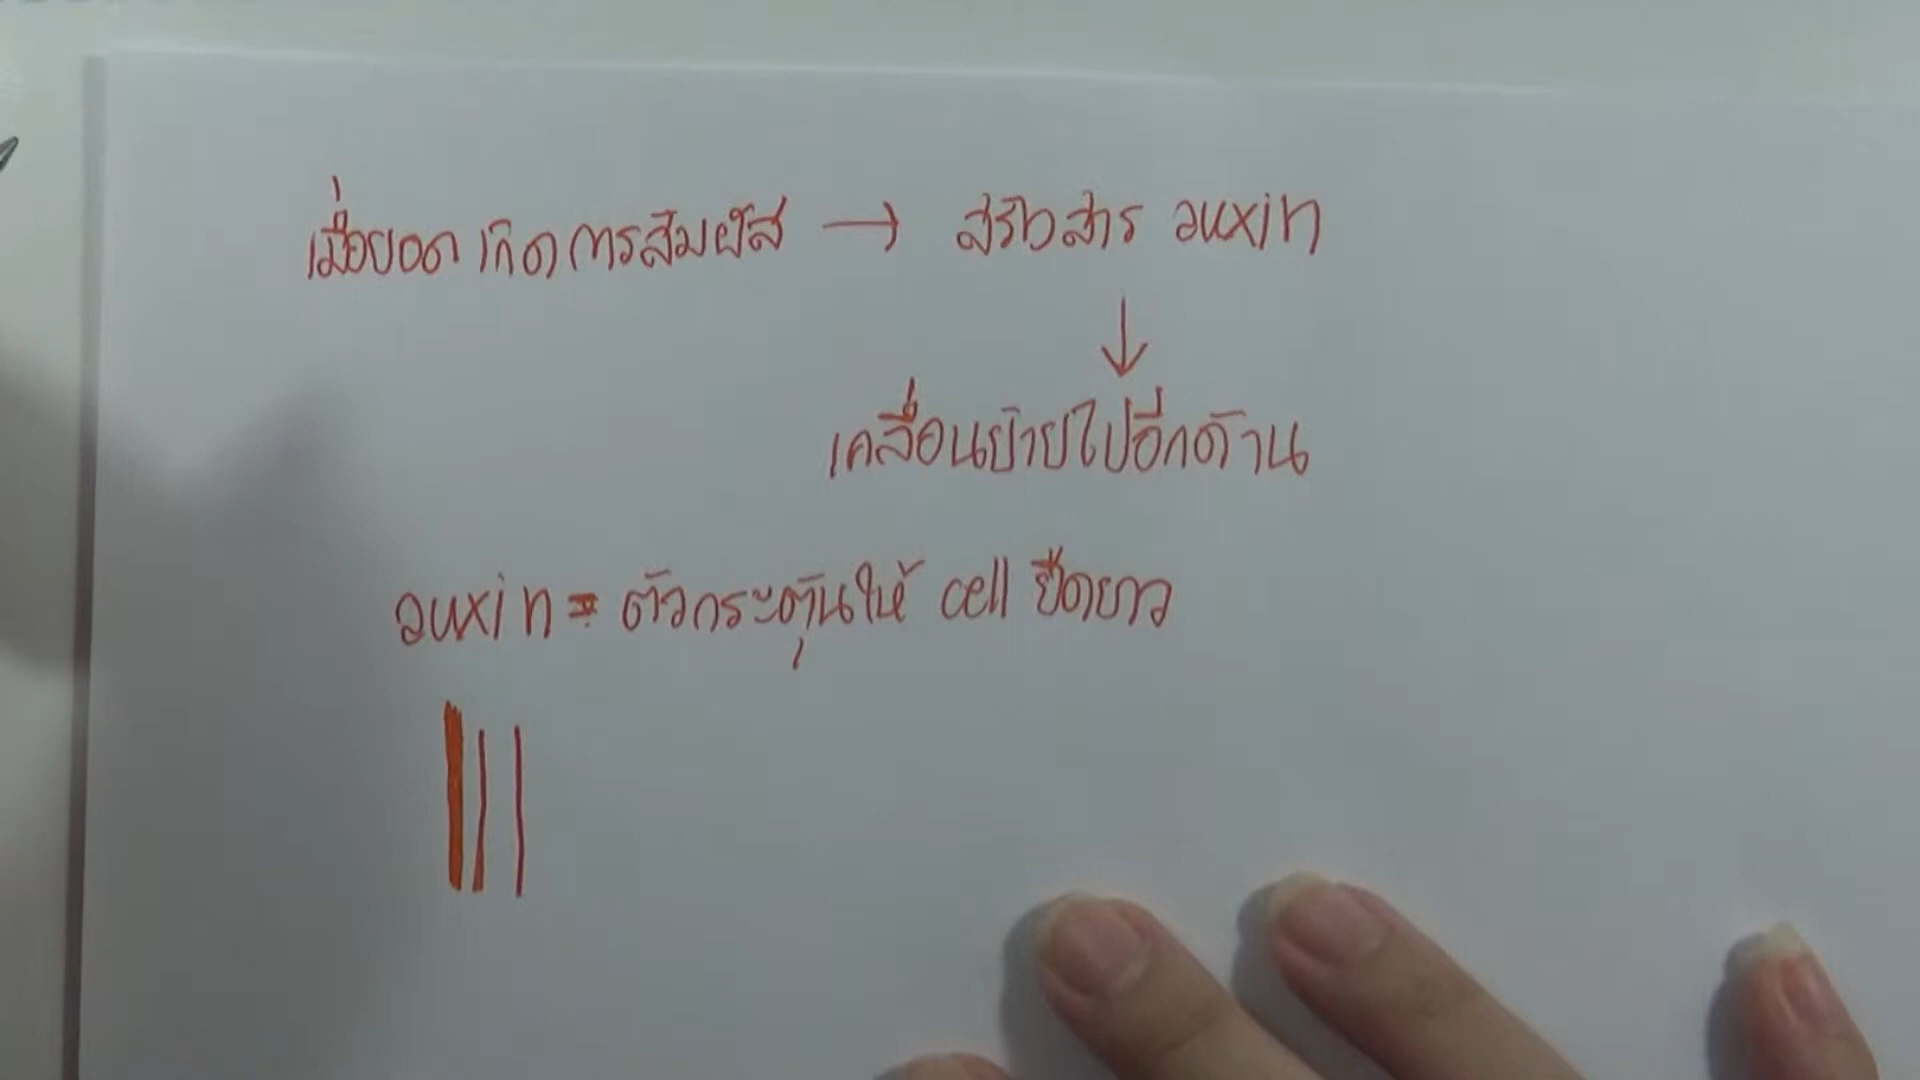 เมื่อยอดเกิดการสัมผัส → สร้างสาร auxin
↓
เคลื่อนย้ายไปอีกด้าน
auxin = ตัวกระตุ้นให้ cell ยืดยาว